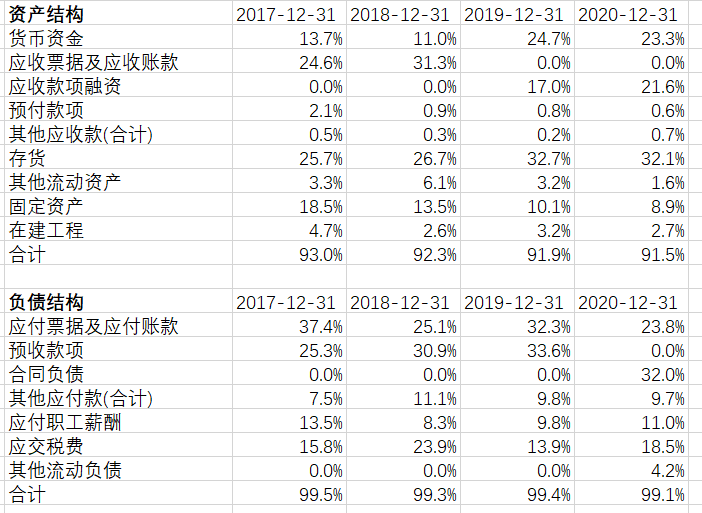 资产结构 2017-12-31 2018-12-31 2019-12-31 2020-12-31
货币资金 13.7% 11.0% 24.7% 23.3%
应收票据及应收账款 24.6% 31.3% 0.0% 0.0%
应收款项融资 0.0% 0.0% 17.0% 21.6%
预付款项 2.1% 0.9% 0.8% 0.6%
其他应收款(合计) 0.5% 0.3% 0.2% 0.7%
存货 25.7% 26.7% 32.7% 32.1%
其他流动资产 3.3% 6.1% 3.2% 1.6%
固定资产 18.5% 13.5% 10.1% 8.9%
在建工程 4.7% 2.6% 3.2% 2.7%
合计 93.0% 92.3% 91.9% 91.5%
负债结构 2017-12-31 2018-12-31 2019-12-31 2020-12-31
应付票据及应付账款 37.4% 25.1% 32.3% 23.8%
预收款项 25.3% 30.9% 33.6% 0.0%
合同负债 0.0% 0.0% 0.0% 32.0%
其他应付款(合计) 7.5% 11.1% 9.8% 9.7%
应付职工薪酬 13.5% 8.3% 9.8% 11.0%
应交税费 15.8% 23.9% 13.9% 18.5%
其他流动负债 0.0% 0.0% 0.0% 4.2%
合计 99.5% 99.3% 99.4% 99.1%